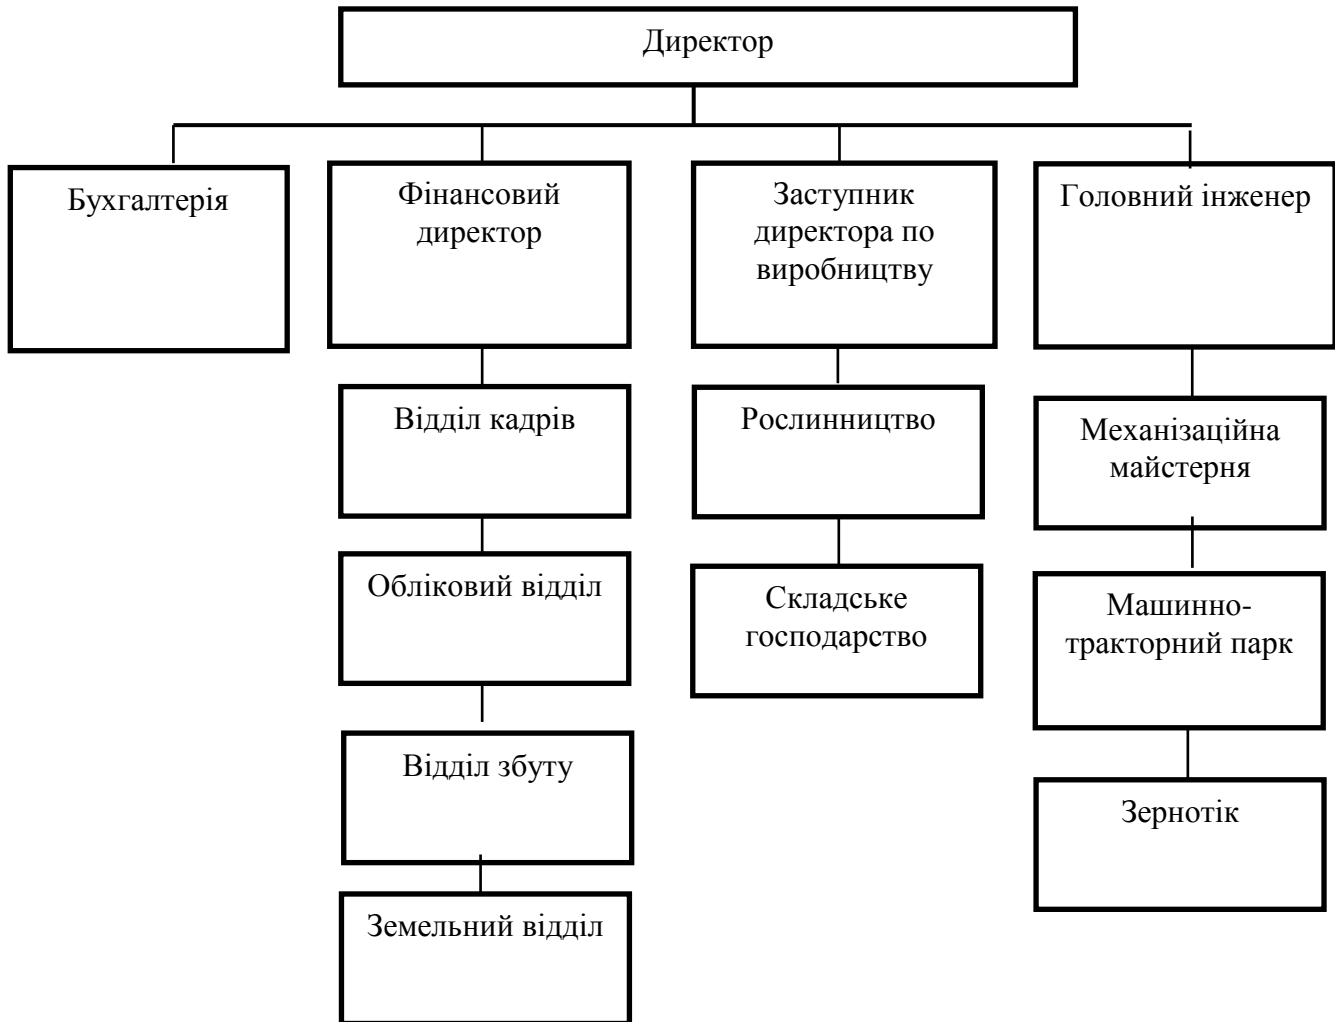 Директор
Бухгалтерія
Фінансовий
директор
Заступник
директора по
виробництву
Головний інженер
Відділ кадрів
Рослинництво
Механізаційна
майстерня
Обліковий відділ
Складське
господарство
Машинно-
тракторний парк
Відділ збуту
Зернотік
Земельний відділ